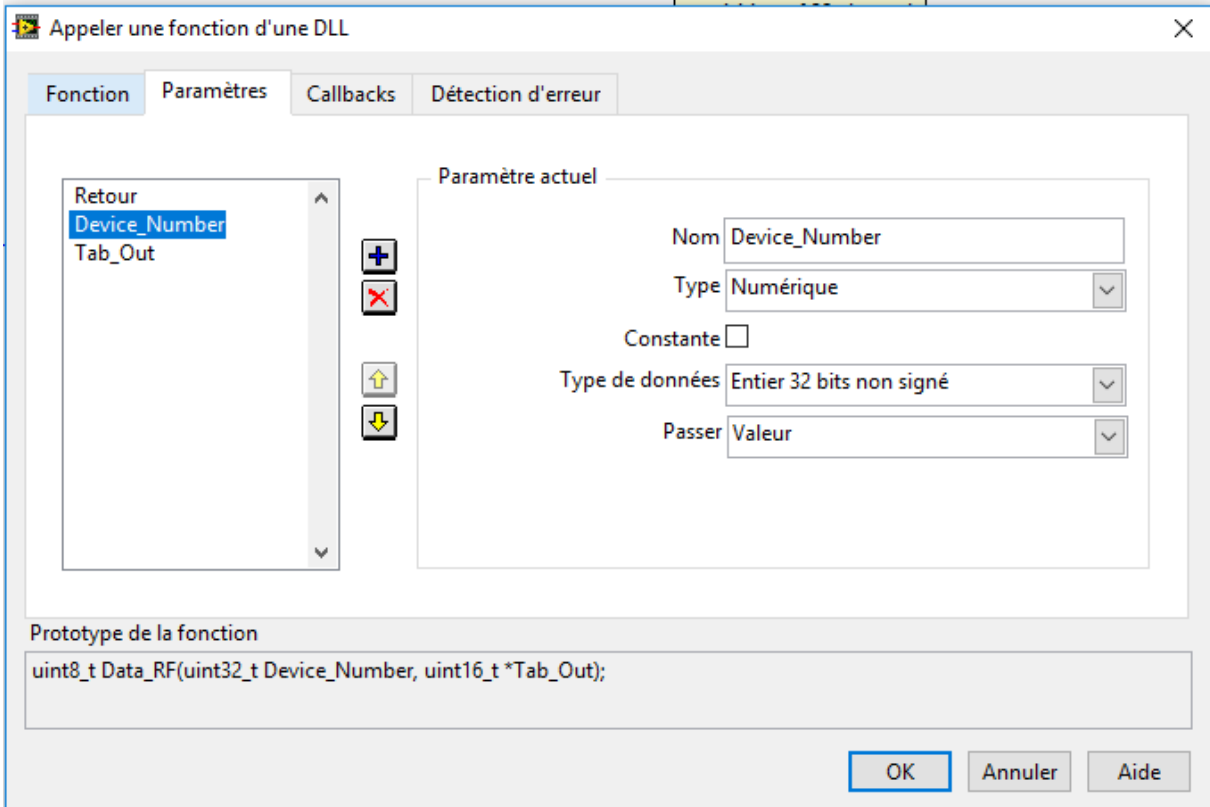 Appeler une fonction d'une DLL
Fonction Paramètres Callbacks Détection d'erreur
Retour
Device_Number
Tab_Out
Paramètre actuel
Nom Device_Number
Type Numérique
Constante
Type de données Entier 32 bits non signé
Passer Valeur
Prototype de la fonction
uint8_t Data_RF(uint32_t Device_Number, uint16_t *Tab_Out);
OK Annuler Aide